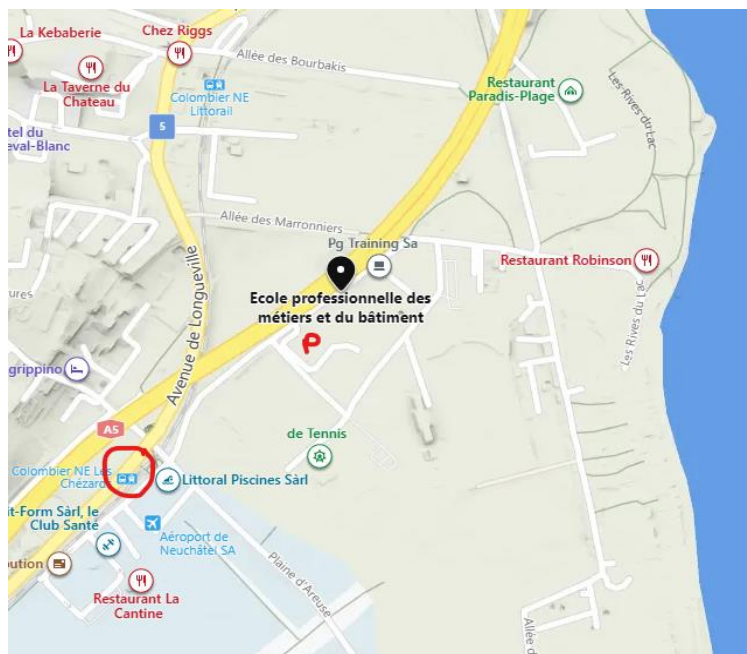 La Kebaberie
Chez Riggs
La Taverne du
Chateau
Colombier NE
Littorail
5
Allée des Bourbakis
Restaurant
Paradis-Plage
Les Rives du Lac
tel du
eval-Blanc
Allée des Marronniers
Pg Training Sa
Restaurant Robinson
Ecole professionnelle des
métiers et du bâtiment
P
Avenue de Longueville
Les Rives du Lac
ures
grippino
A5
de Tennis
Colombier NE Les
Chézards
Littoral Piscines Sàrl
it-Form Sàrl, le
Club Santé
Aéroport de
Neuchâtel SA
ution
Plaine d'Areuse
Restaurant La
Cantine
Allée d